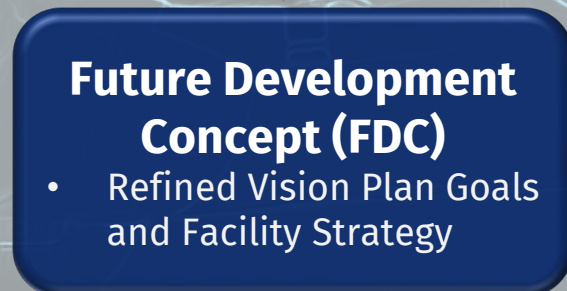 Future Development
Concept (FDC)
• Refined Vision Plan Goals
and Facility Strategy